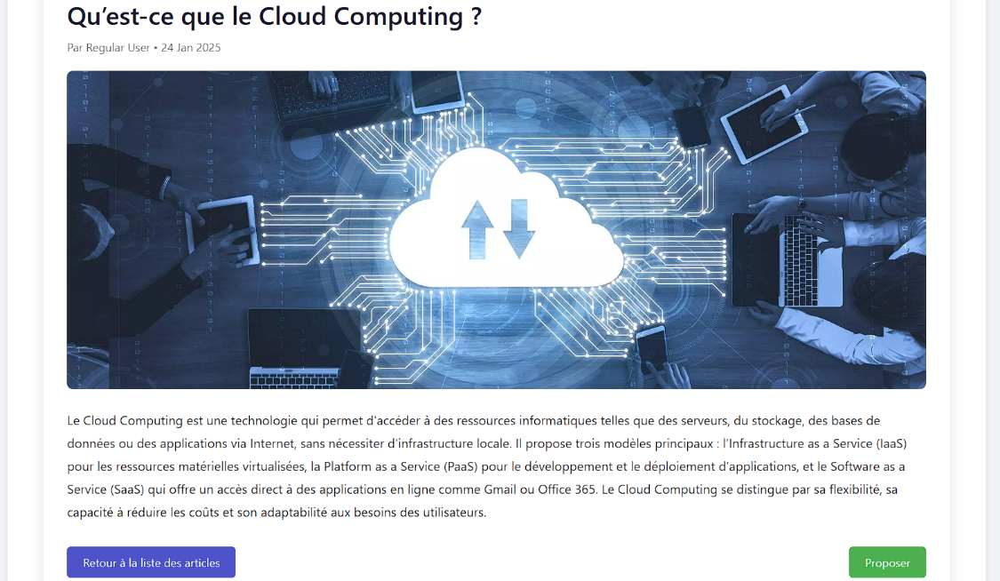 Qu’est-ce que le Cloud Computing ?
Par Regular User • 24 Jan 2025
Le Cloud Computing est une technologie qui permet d'accéder à des ressources informatiques telles que des serveurs, du stockage, des bases de
données ou des applications via Internet, sans nécessiter d'infrastructure locale. Il propose trois modèles principaux : l’Infrastructure as a Service (IaaS)
pour les ressources matérielles virtualisées, la Platform as a Service (PaaS) pour le développement et le déploiement d’applications, et le Software as a
Service (SaaS) qui offre un accès direct à des applications en ligne comme Gmail ou Office 365. Le Cloud Computing se distingue par sa flexibilité, sa
capacité à réduire les coûts et son adaptabilité aux besoins des utilisateurs.
Retour à la liste des articles
Proposer